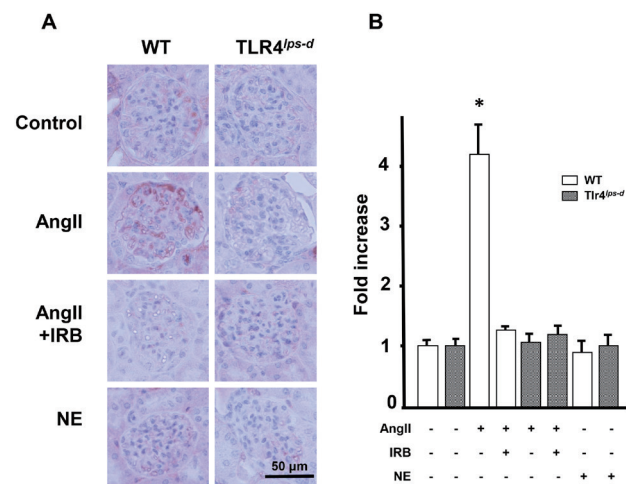 A
WT TLR4lps-d
Control
AngII
AngII
+IRB
NE
50 µm
B
*
WT
Tlr4lps-d
Fold increase
4
2
1
0
AngII - - + + + + - -
IRB - - - + - + - -
NE - - - - - - + +